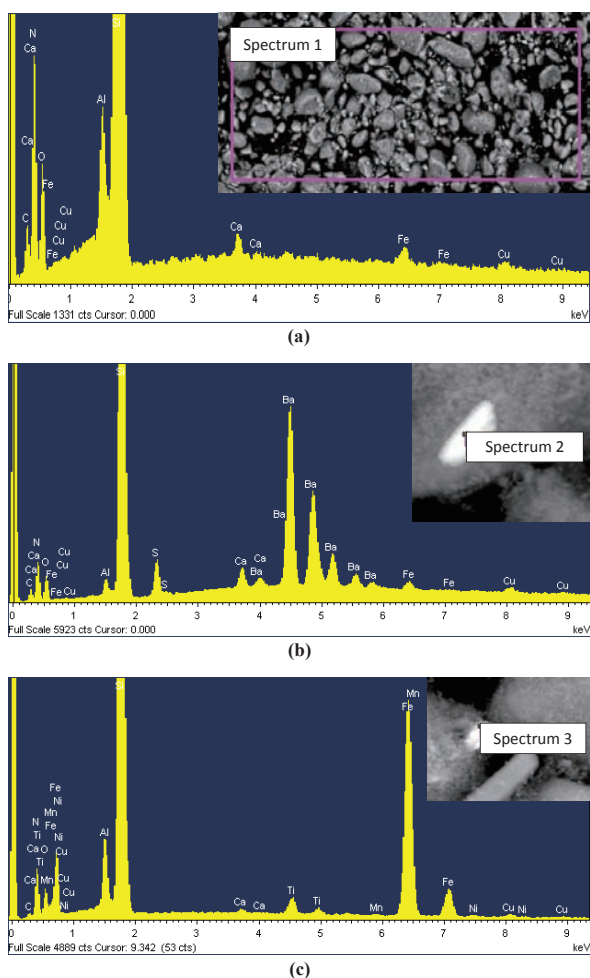 Si
Spectrum 1
N
Ca
Al
Ca
O
Fe
Cu
C
Cu
Cu
Fe
Ca
Ca
Fe
Fe
Cu
Cu
0 1 2 3 4 5 6 7 8 9
Full Scale 1331 cts Cursor: 0.000 keV
(a)
Si
Ba
Spectrum 2
Ba
Ba
N
Cu
Ca
Cu
O
S
Ca
Ca
Ba
Ca
C
Fe
Al
Ba
Ba
Ba
Fe
Cu
Fe
Cu
S
Fe
Cu
0 1 2 3 4 5 6 7 8 9
Full Scale 5923 cts Cursor: 0.000 keV
(b)
Si
Mn
Fe
Spectrum 3
Fe
Ni
Mn
N
Fe
Ti
Ni
Ca
O
Cu
Al
Ti
Cu
Ca
Mn
Cu
C
Ni
Ti
Ti
Fe
Ca
Ca
Mn
Ni
Cu
Ni
Cu
0 1 2 3 4 5 6 7 8 9
Full Scale 4889 cts Cursor: 9.342 (53 cts) keV
(c)